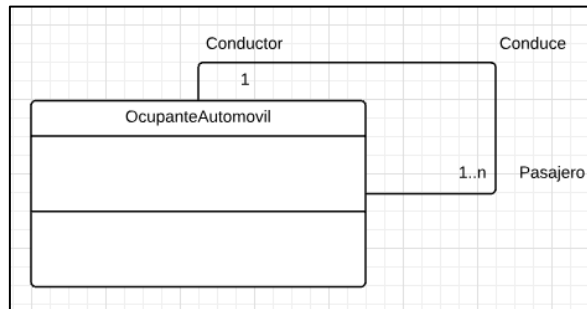 Conductor
Conduce
1
OcupanteAutomovil
1..n
Pasajero